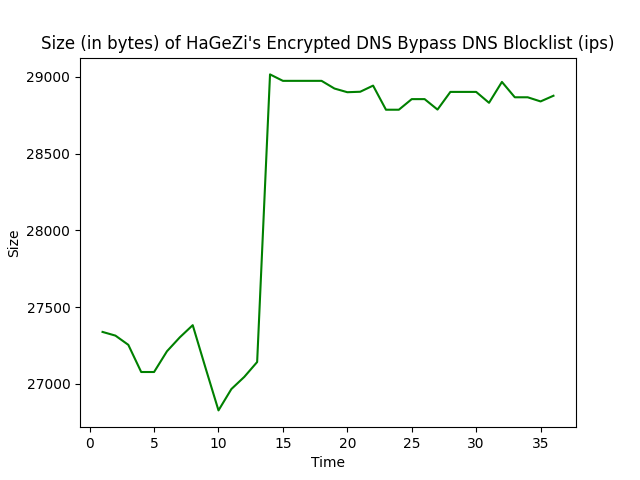 Size (in bytes) of HaGeZi's Encrypted DNS Bypass DNS Blocklist (ips)
29000
28500
28000
27500
27000
Size
0 5 10 15 20 25 30 35
Time